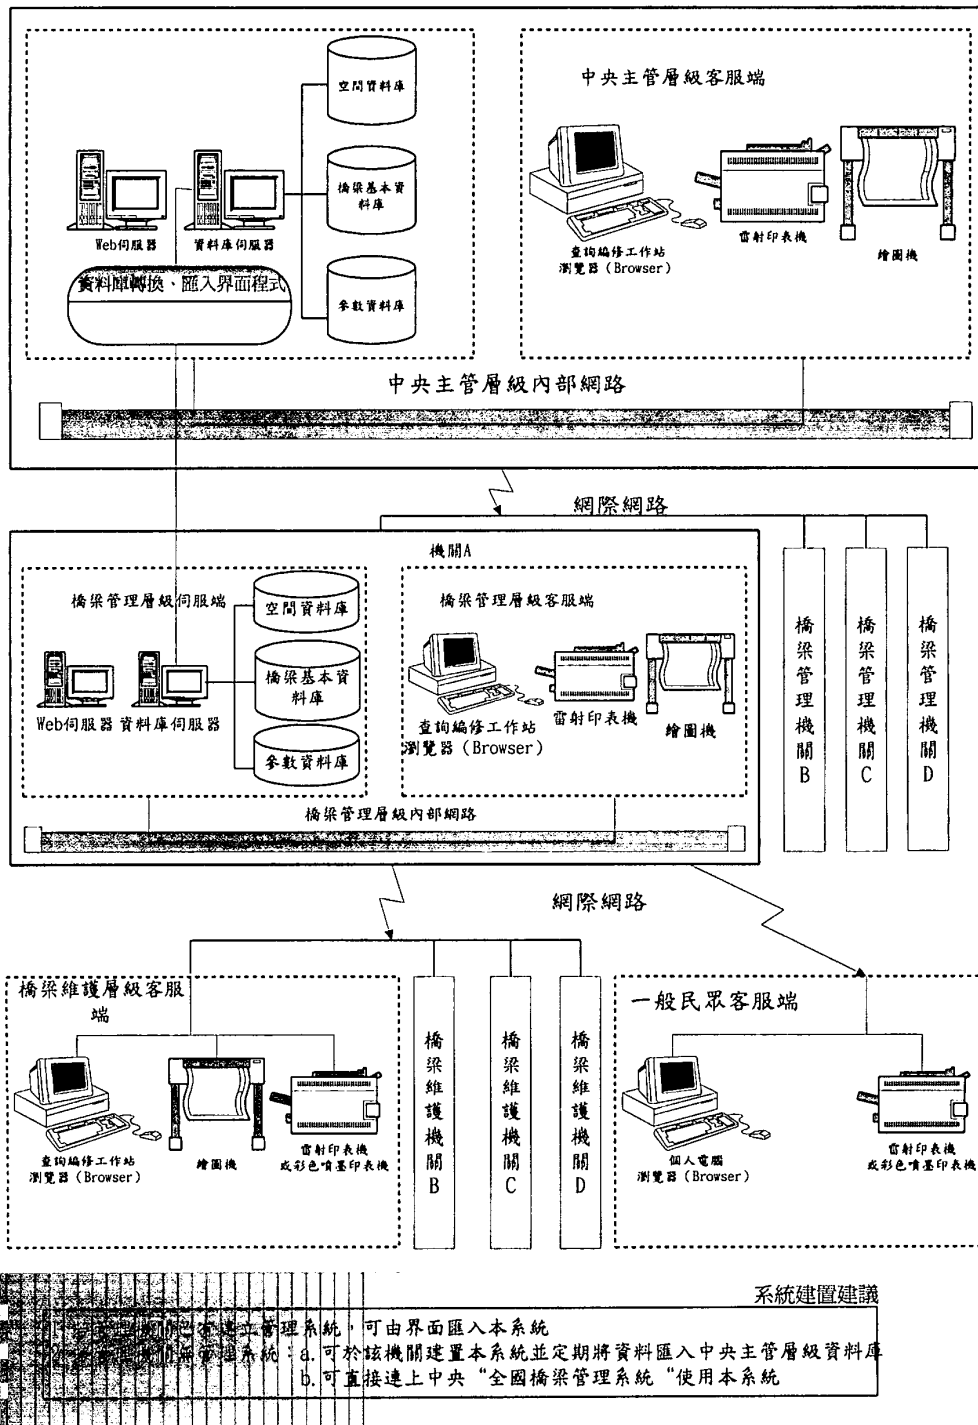 空間資料庫
橋梁基本資
料庫
參數資料庫
Web伺服器
資料庫伺服器
資料庫轉換、匯入界面程式
中央主管層級客服端
查詢編修工作站
瀏覽器(Browser)
雷射印表機
繪圖機
中央主管層級內部網路
網際網路
機關A
橋梁管理層級伺服端
空間資料庫
橋梁基本資
料庫
參數資料庫
Web伺服器
資料庫伺服器
橋梁管理層級客服端
查詢編修工作站
瀏覽器(Browser)
雷射印表機
繪圖機
橋梁管理層級內部網路
橋梁管理機關B
橋梁管理機關C
橋梁管理機關D
網際網路
橋梁維護層級客服
端
查詢編修工作站
瀏覽器(Browser)
繪圖機
雷射印表機
或彩色噴墨印表機
橋梁維護機關B
橋梁維護機關C
橋梁維護機關D
一般民眾客服端
個人電腦
瀏覽器(Browser)
雷射印表機
或彩色噴墨印表機
系統建置建議
建立管理系統,可由界面匯入本系統
管理系統:a.可於該機關建置本系統並定期將資料匯入中央主管層級資料庫
b.可直接連上中央“全國橋梁管理系統“使用本系統